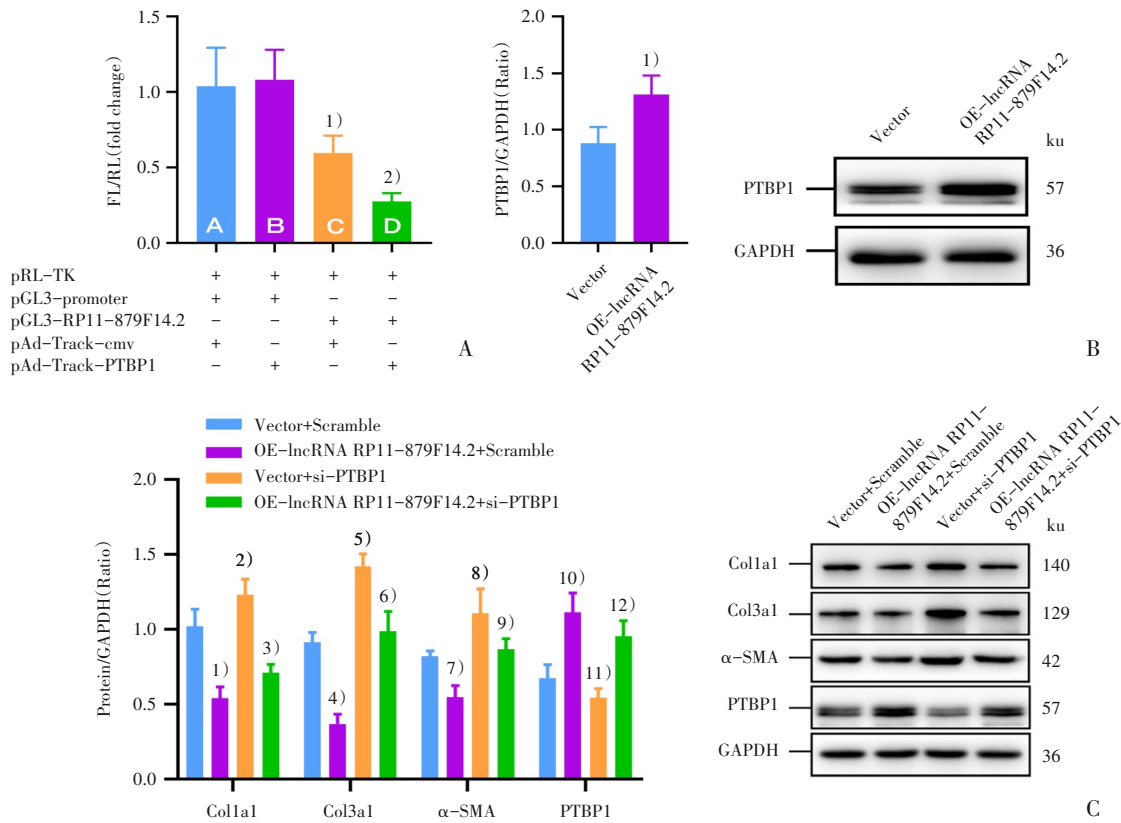 1.5
1.0
0.5
0.0
FL/RL(fold change)
1)
2)
A
B
C
D
pRL-TK + + + +
pGL3-promoter + + - -
pGL3-RP11-879F14.2 - - + +
pAd-Track-cmv + - + -
pAd-Track-PTBP1 - + - +
A
2.0
1.5
1.0
0.5
0.0
PTBP1/GAPDH(Ratio)
1)
Vector
OE-lncRNA
RP11-879F14.2
Vector
OE-lncRNA
RP11-879F14.2
ku
PTBP1 57
GAPDH 36
B
Vector+Scramble
OE-lncRNA RP11-879F14.2+Scramble
Vector+si-PTBP1
OE-lncRNA RP11-879F14.2+si-PTBP1
2.0
1.5
1.0
0.5
0.0
Protein/GAPDH(Ratio)
1)
2)
3)
4)
5)
6)
7)
8)
9)
10)
11)
12)
Col1a1
Col3a1
α-SMA
PTBP1
Vector+Scramble
OE-lncRNA RP11-
879F14.2+Scramble
Vector+si-PTBP1
OE-lncRNA RP11-
879F14.2+si-PTBP1
ku
Col1a1 140
Col3a1 129
α-SMA 42
PTBP1 57
GAPDH 36
C